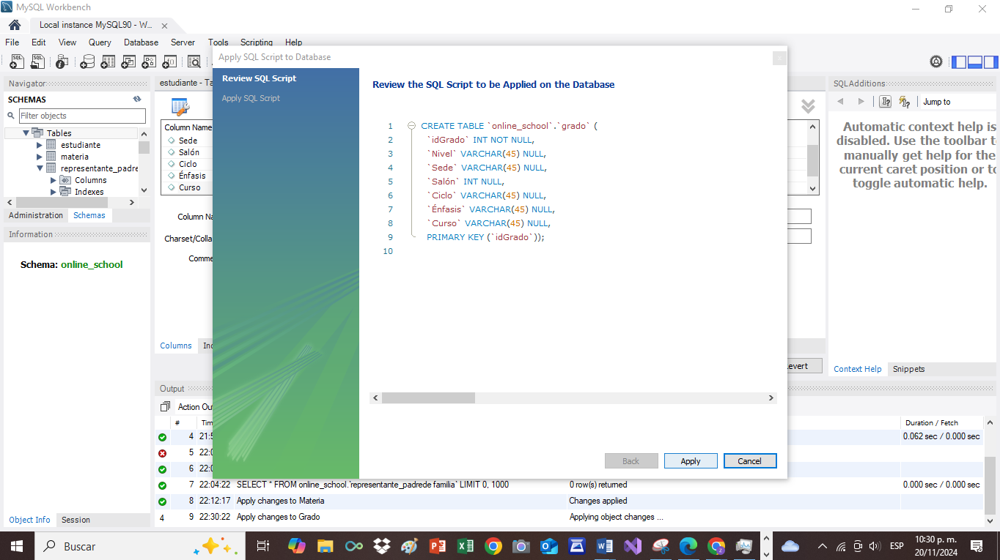 MySQL Workbench
Local instance MySQL90 - W...
File Edit View Query Database Server Tools Scripting Help
Navigator
SCHEMAS
Filter objects
Tables
estudiante
materia
representante_padre
Columns
Indexes
Administration Schemas
Information
Schema: online_school
Object Info Session
estudiante - Ta
Column Name
Sede
Salón
Ciclo
Énfasis
Curso
Column Na
Charset/Colla
Comme
Columns Ind
evert
Apply SQL Script to Database
Review SQL Script
Apply SQL Script
Review the SQL Script to be Applied on the Database
1 CREATE TABLE `online_school`.`grado` (
2 `idGrado` INT NOT NULL,
3 `Nivel` VARCHAR(45) NULL,
4 `Sede` VARCHAR(45) NULL,
5 `Salón` INT NULL,
6 `Ciclo` VARCHAR(45) NULL,
7 `Énfasis` VARCHAR(45) NULL,
8 `Curso` VARCHAR(45) NULL,
9 PRIMARY KEY (`idGrado`));
10
Back Apply Cancel
SQLAdditions
Jump to
Automatic context help is
disabled. Use the toolbar t
manually get help for the
current caret position or to
toggle automatic help.
Context Help Snippets
Output
Action Ou
# Tim Duration / Fetch
4 21:5 0.062 sec / 0.000 sec
5 22:0
6 22:0
7 22:04:22 SELECT * FROM online_school.`representante_padrede familia` LIMIT 0, 1000 0 row(s) returned 0.000 sec / 0.000 sec
8 22:12:17 Apply changes to Materia Changes applied
4 9 22:30:22 Apply changes to Grado Applying object changes ...
Buscar
ESP
10:30 p. m.
20/11/2024